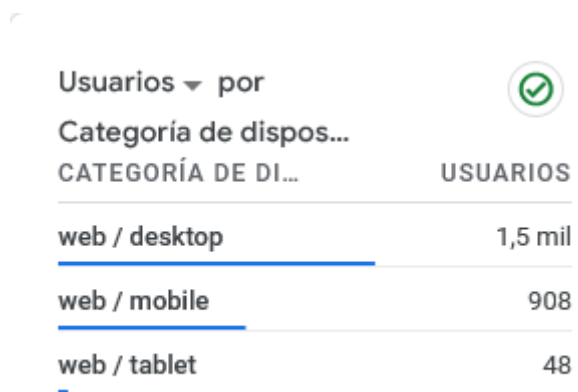 Usuarios por
Categoría de dispos...
CATEGORÍA DE DI... USUARIOS
web / desktop 1,5 mil
web / mobile 908
web / tablet 48